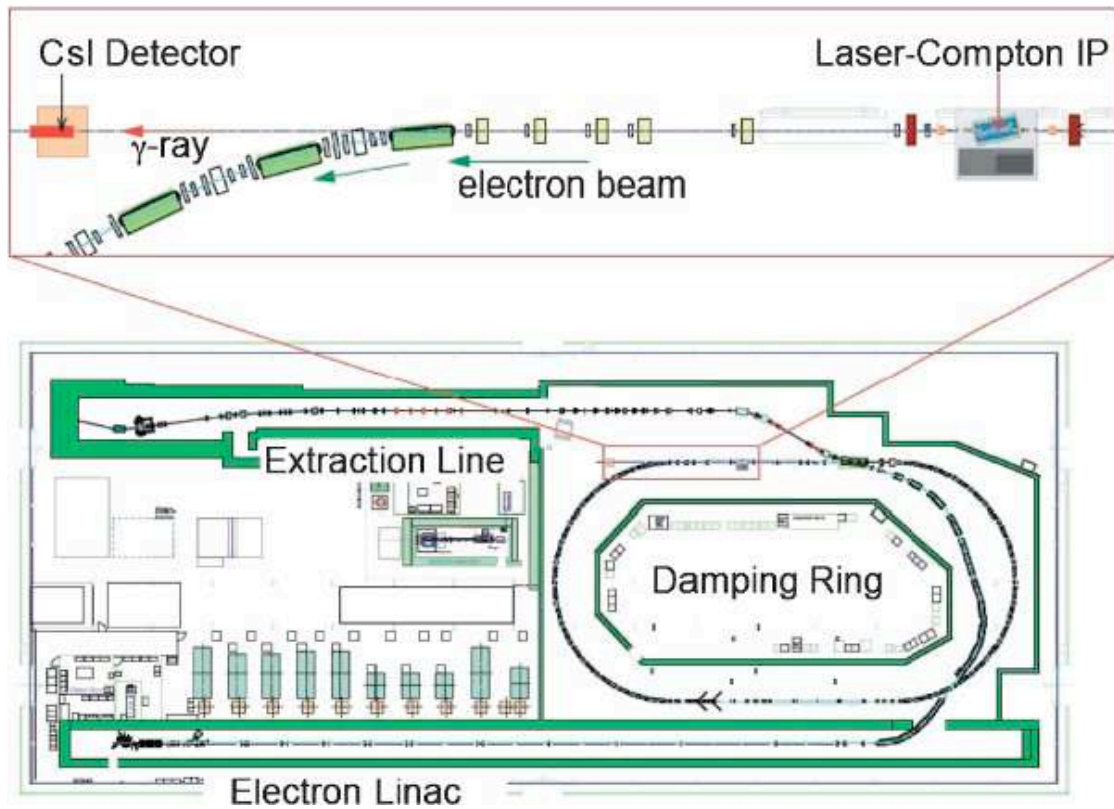 CsI Detector
Laser-Compton IP
γ-ray
electron beam
Extraction Line
Damping Ring
Electron Linac